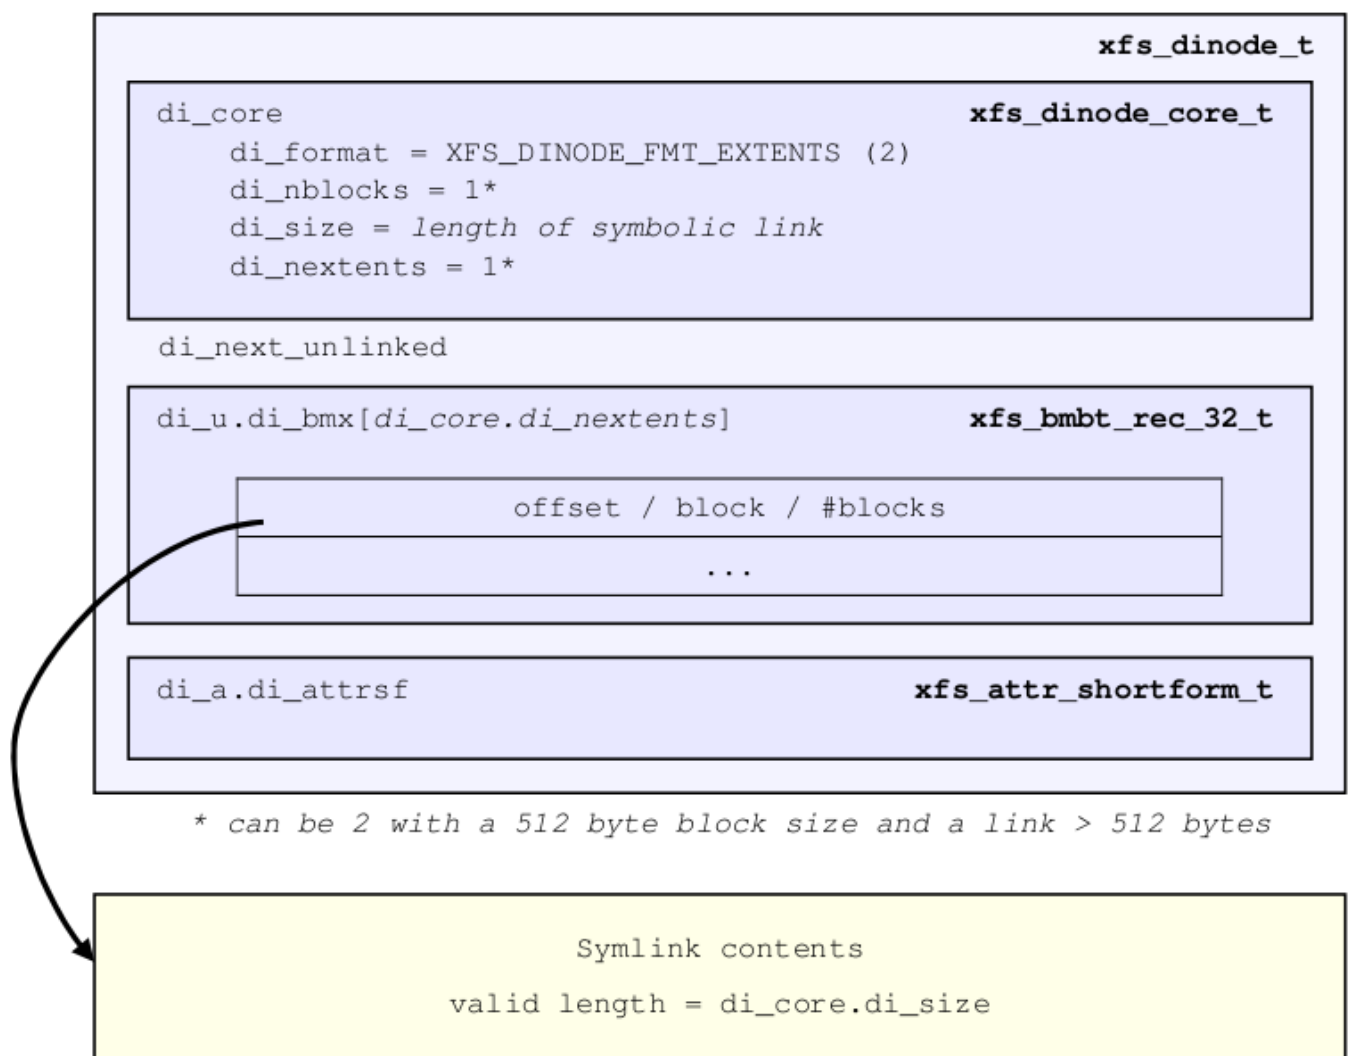 xfs_dinode_t
di_core xfs_dinode_core_t
di_format = XFS_DINODE_FMT_EXTENTS (2)
di_nblocks = 1*
di_size = length of symbolic link
di_nextents = 1*
di_next_unlinked
di_u.di_bmx[di_core.di_nextents] xfs_bmbt_rec_32_t
offset / block / #blocks
...
di_a.di_attrsf xfs_attr_shortform_t
* can be 2 with a 512 byte block size and a link > 512 bytes
Symlink contents
valid length = di_core.di_size